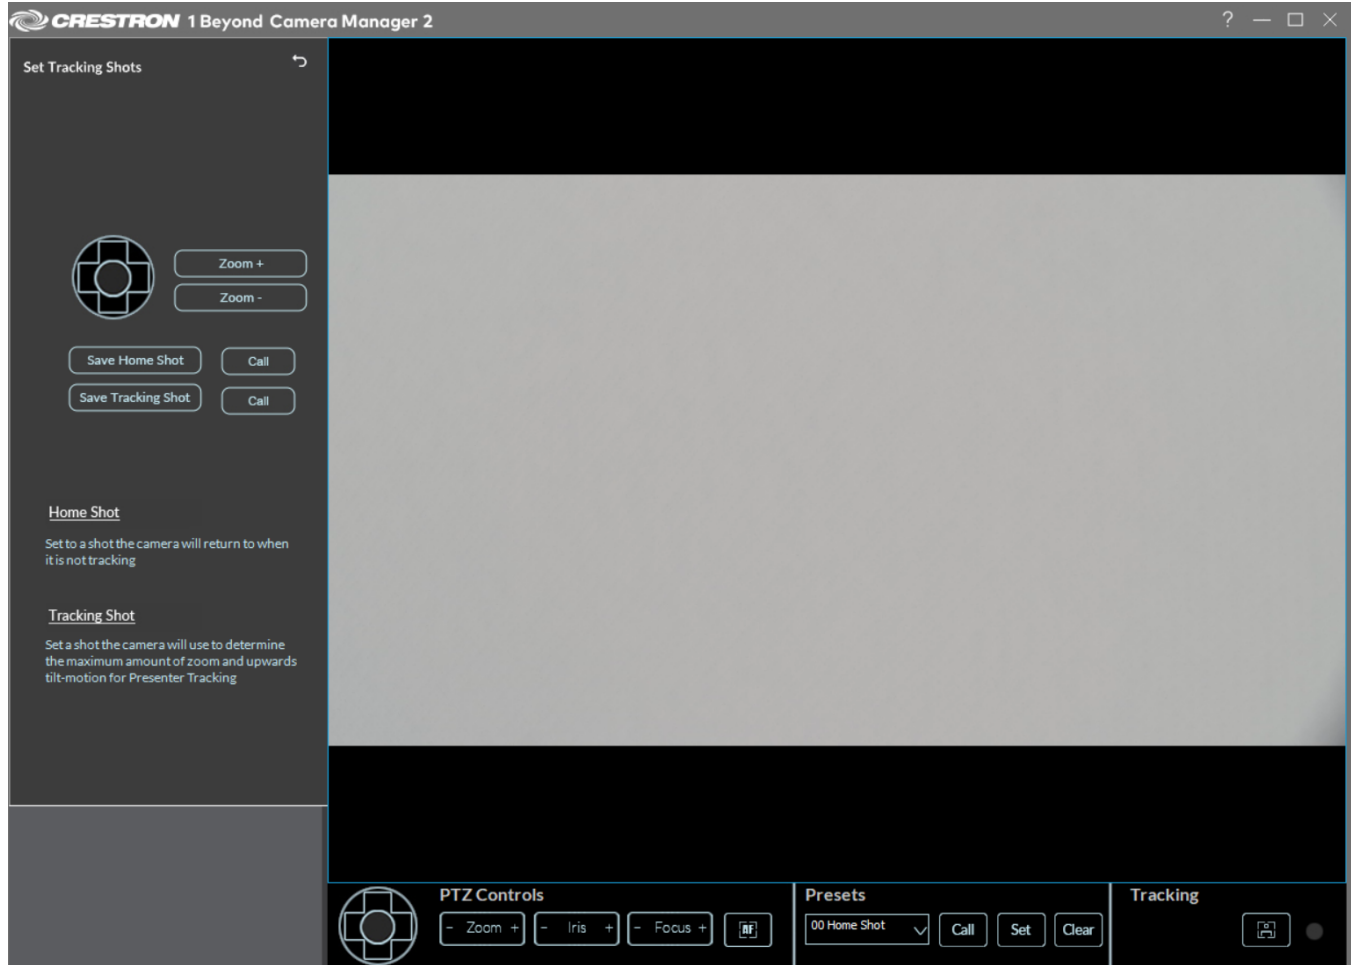 CRESTRON 1 Beyond Camera Manager 2
?
Set Tracking Shots
Zoom +
Zoom -
Save Home Shot
Call
Save Tracking Shot
Call
Home Shot
Set to a shot the camera will return to when
it is not tracking
Tracking Shot
Set a shot the camera will use to determine
the maximum amount of zoom and upwards
tilt-motion for Presenter Tracking
PTZ Controls
- Zoom +
- Iris +
- Focus +
AF
Presets
00 Home Shot
Call
Set
Clear
Tracking